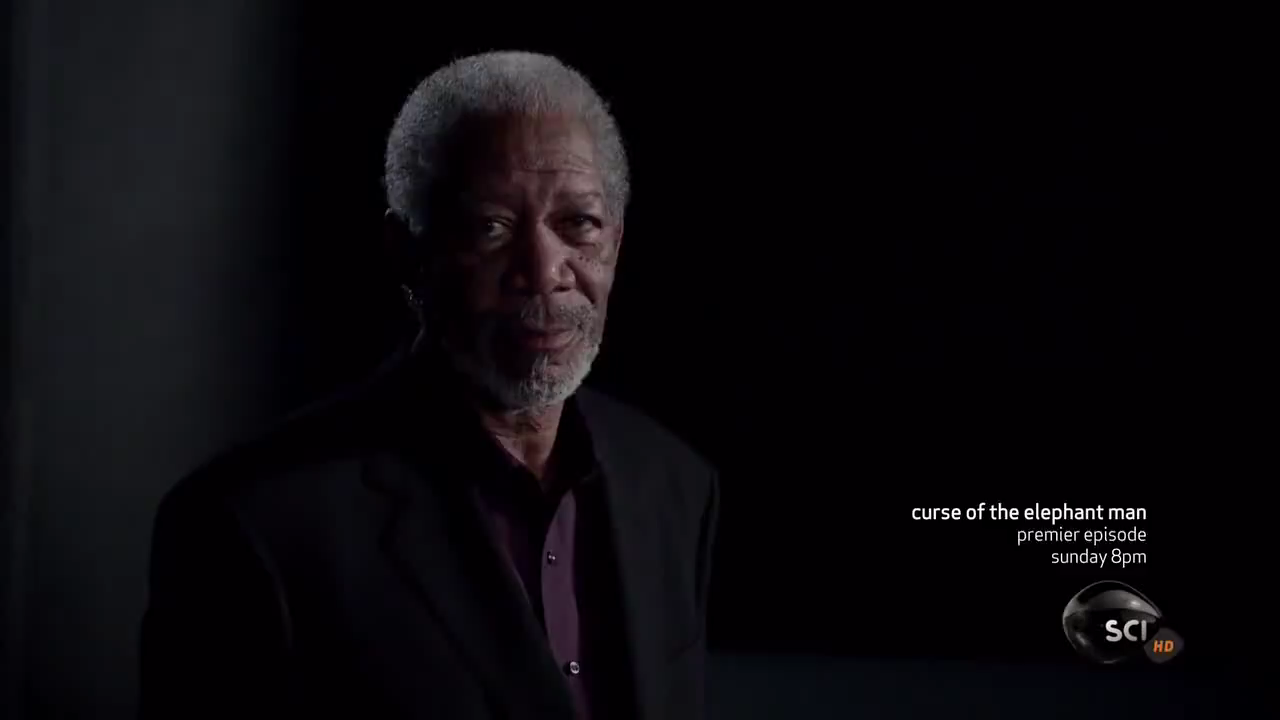 curse of the elephant man
premier episode
sunday 8pm
SCI
HD